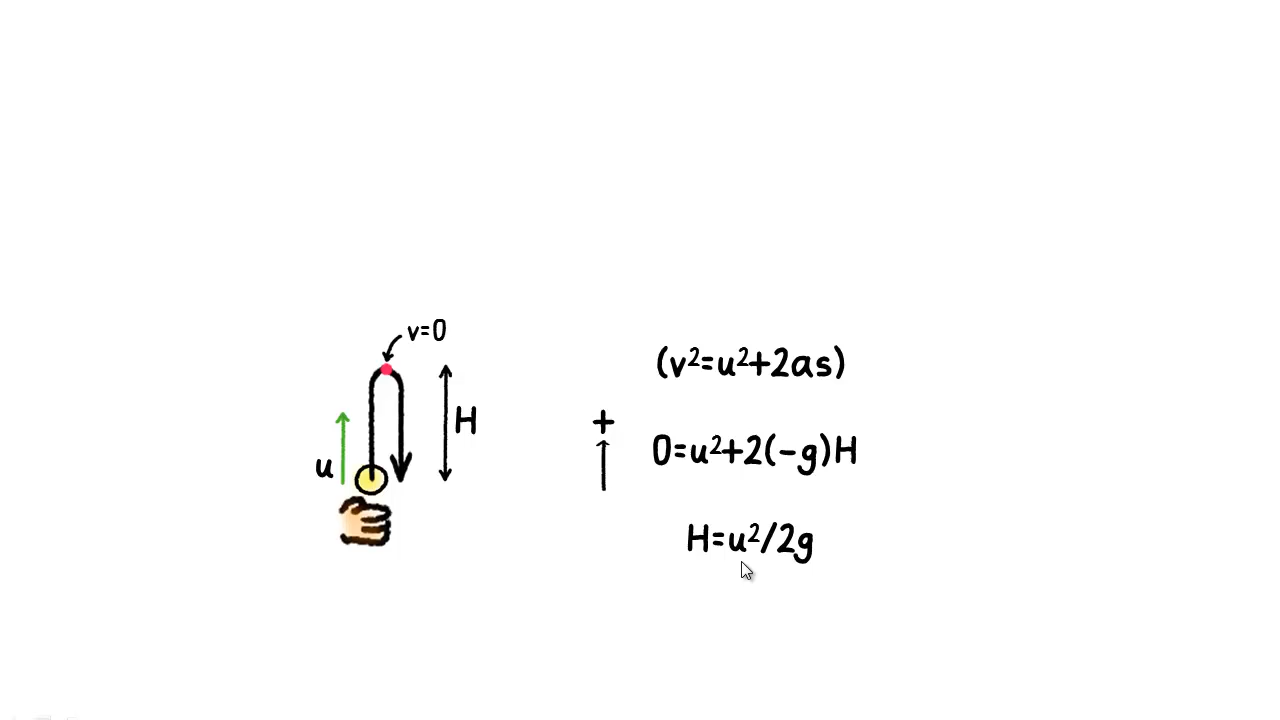 v=0
H
u
+
(v²=u²+2as)
0=u²+2(-g)H
H=u²/2g